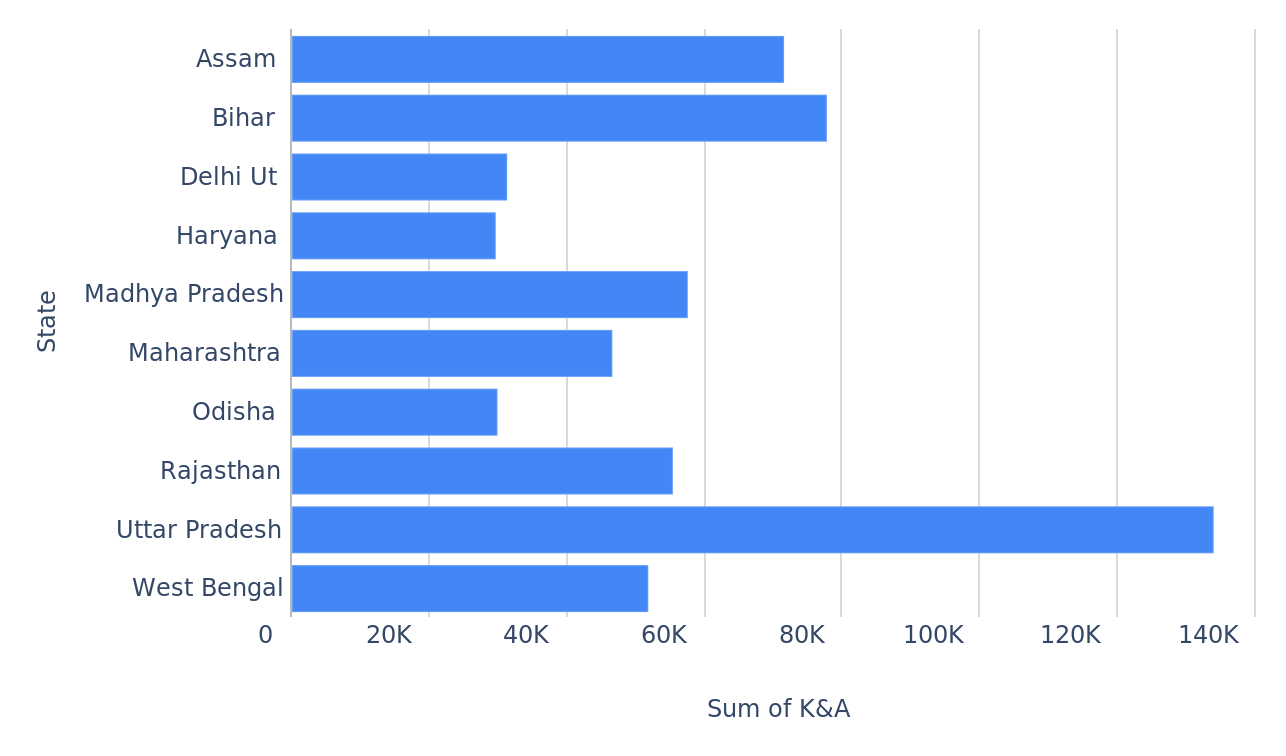 Assam
Bihar
Delhi Ut
Haryana
Madhya Pradesh
Maharashtra
Odisha
Rajasthan
Uttar Pradesh
West Bengal
State
0 20K 40K 60K 80K 100K 120K 140K
Sum of K&A